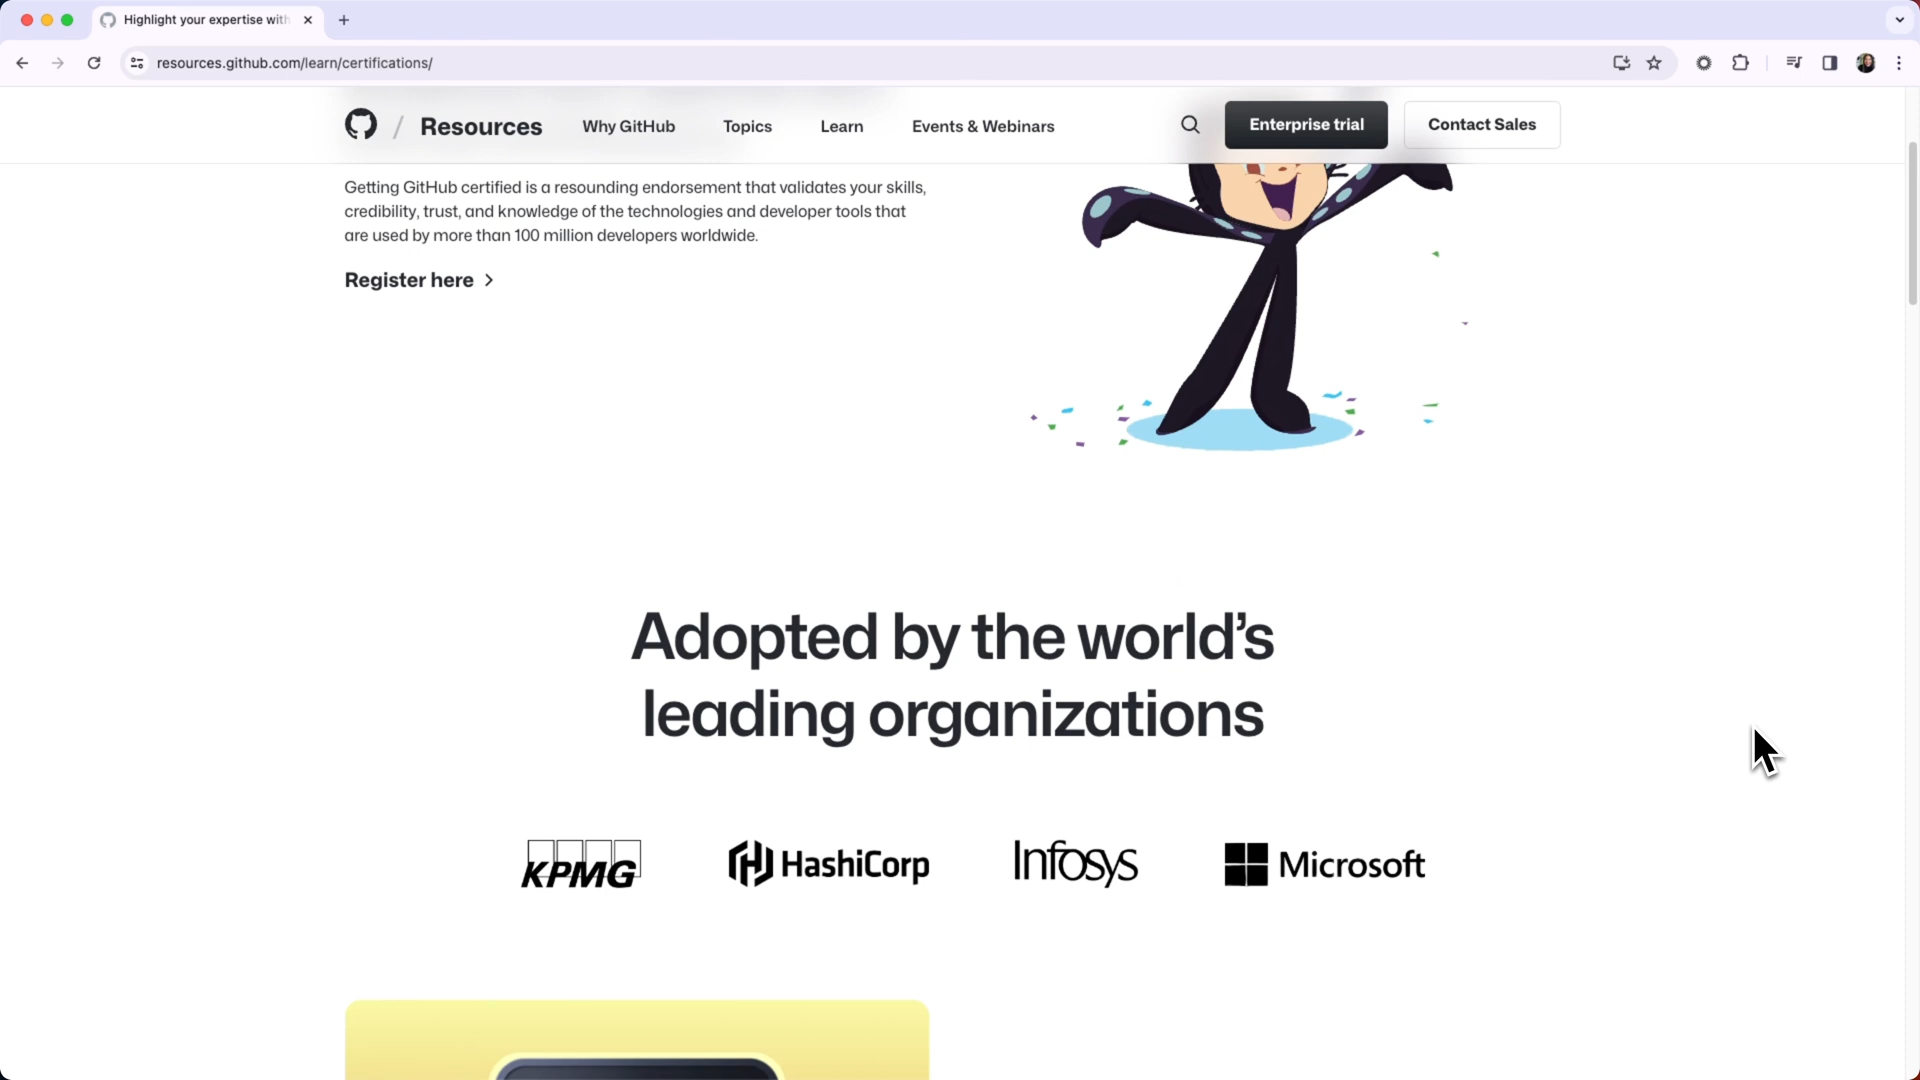 Highlight your expertise with
resources.github.com/learn/certifications/
/ Resources
Why GitHub
Topics
Learn
Events & Webinars
Enterprise trial
Contact Sales
Getting GitHub certified is a resounding endorsement that validates your skills,
credibility, trust, and knowledge of the technologies and developer tools that
are used by more than 100 million developers worldwide.
Register here
Adopted by the world’s
leading organizations
KPMG
HashiCorp
Infosys
Microsoft